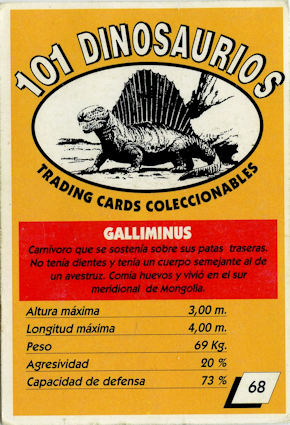 101 DINOSAURIOS
TRADING CARDS COLECCIONABLES
GALLIMINUS
Carnívoro que se sostenía sobre sus patas traseras.
No tenía dientes y tenía un cuerpo semejante al de
un avestruz. Comía huevos y vivió en el sur
meridional de Mongolia.
Altura máxima 3,00 m.
Longitud máxima 4,00 m.
Peso 69 Kg.
Agresividad 20 %
Capacidad de defensa 73 %
68